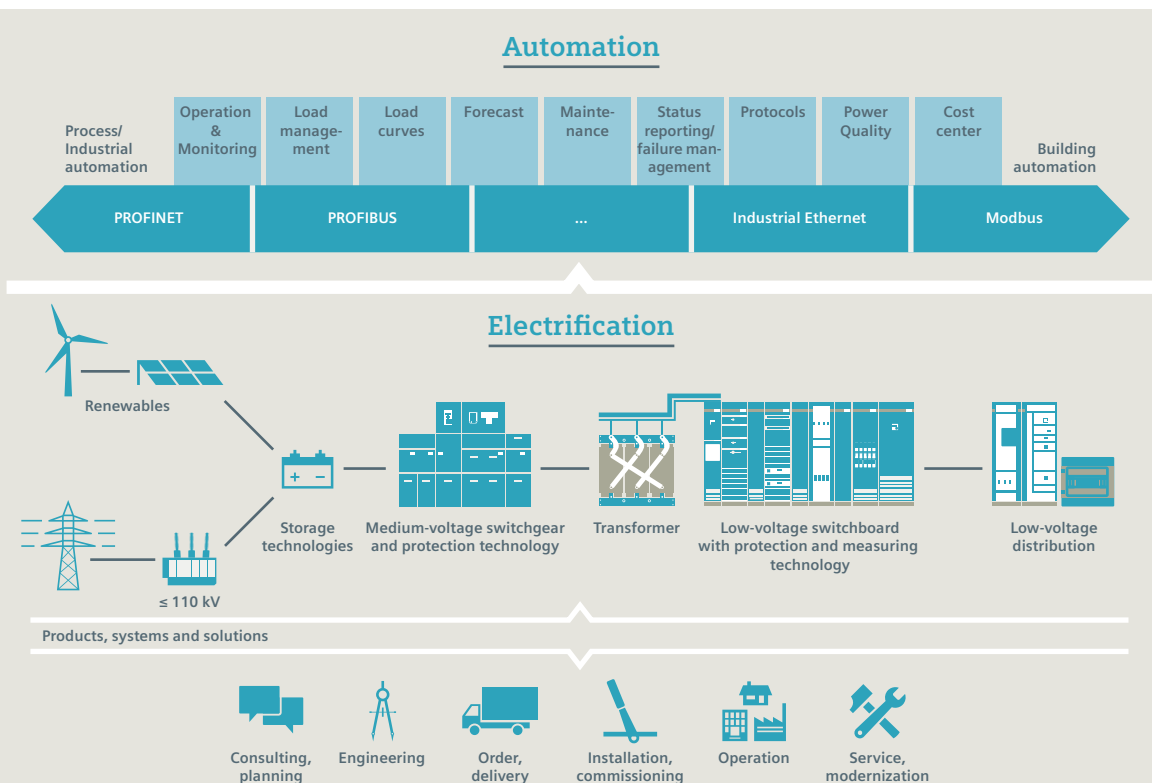 Automation
Process/
Industrial
automation
Operation
&
Monitoring
Load
manage-
ment
Load
curves
Forecast
Mainte-
nance
Status
reporting/
failure man-
agement
Protocols
Power
Quality
Cost
center
Building
automation
PROFINET
PROFIBUS
...
Industrial Ethernet
Modbus
Electrification
Renewables
≤ 110 kV
Storage
technologies
Medium-voltage switchgear
and protection technology
Transformer
Low-voltage switchboard
with protection and measuring
technology
Low-voltage
distribution
Products, systems and solutions
Consulting,
planning
Engineering
Order,
delivery
Installation,
commissioning
Operation
Service,
modernization